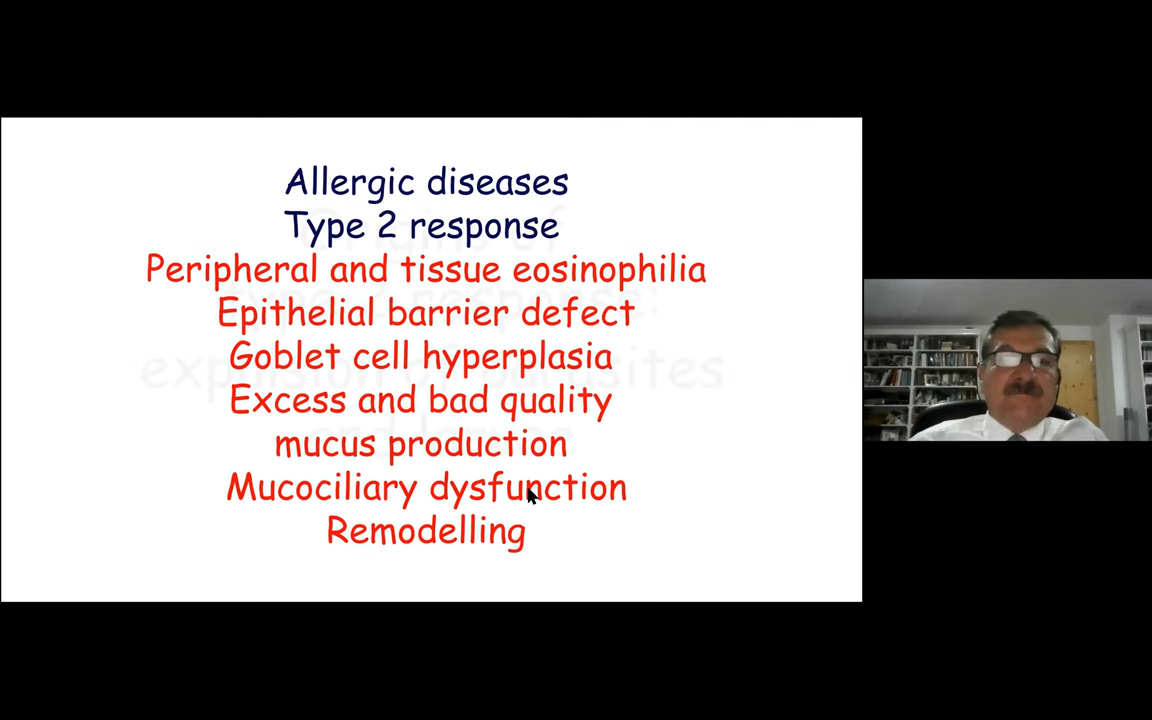 Allergic diseases
Type 2 response
Peripheral and tissue eosinophilia
Epithelial barrier defect
Goblet cell hyperplasia
Excess and bad quality
mucus production
Mucociliary dysfunction
Remodelling